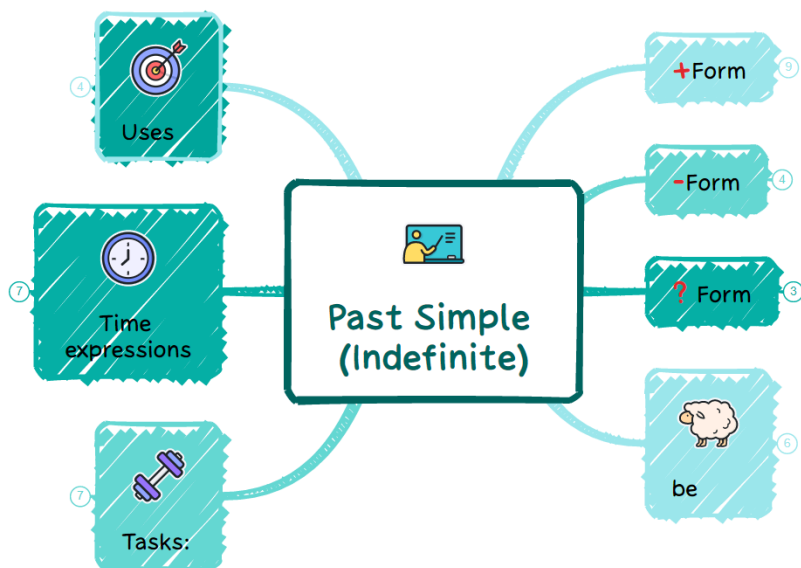 4
Uses
7
Time
expressions
7
Tasks:
Past Simple
(Indefinite)
+Form
9
-Form
4
? Form
3
be
6